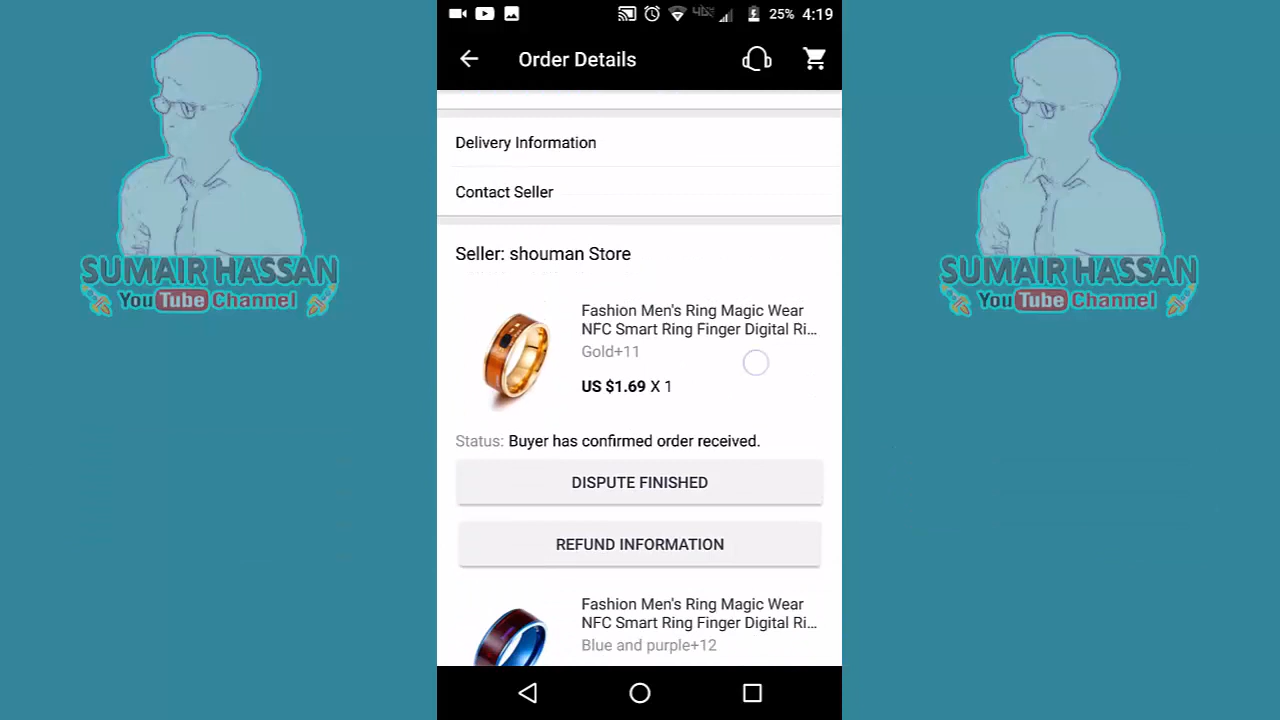 25% 4:19
Order Details
Delivery Information
Contact Seller
Seller: shouman Store
Fashion Men's Ring Magic Wear
NFC Smart Ring Finger Digital Ri...
Gold+11
US $1.69 X 1
Status: Buyer has confirmed order received.
DISPUTE FINISHED
REFUND INFORMATION
Fashion Men's Ring Magic Wear
NFC Smart Ring Finger Digital Ri...
Blue and purple+12
SUMAIR HASSAN
YouTube Channel
SUMAIR HASSAN
YouTube Channel